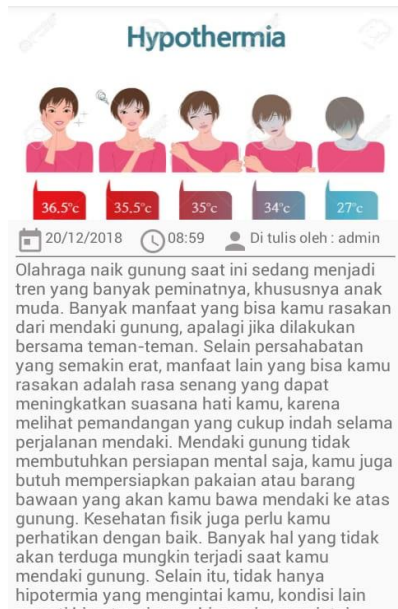 Hypothermia
36.5°c 35.5°c 35°c 34°c 27°c
20/12/2018 08:59 Di tulis oleh : admin
Olahraga naik gunung saat ini sedang menjadi
tren yang banyak peminatnya, khususnya anak
muda. Banyak manfaat yang bisa kamu rasakan
dari mendaki gunung, apalagi jika dilakukan
bersama teman-teman. Selain persahabatan
yang semakin erat, manfaat lain yang bisa kamu
rasakan adalah rasa senang yang dapat
meningkatkan suasana hati kamu, karena
melihat pemandangan yang cukup indah selama
perjalanan mendaki. Mendaki gunung tidak
membutuhkan persiapan mental saja, kamu juga
butuh mempersiapkan pakaian atau barang
bawaan yang akan kamu bawa mendaki ke atas
gunung. Kesehatan fisik juga perlu kamu
perhatikan dengan baik. Banyak hal yang tidak
akan terduga mungkin terjadi saat kamu
mendaki gunung. Selain itu, tidak hanya
hipotermia yang mengintai kamu, kondisi lain